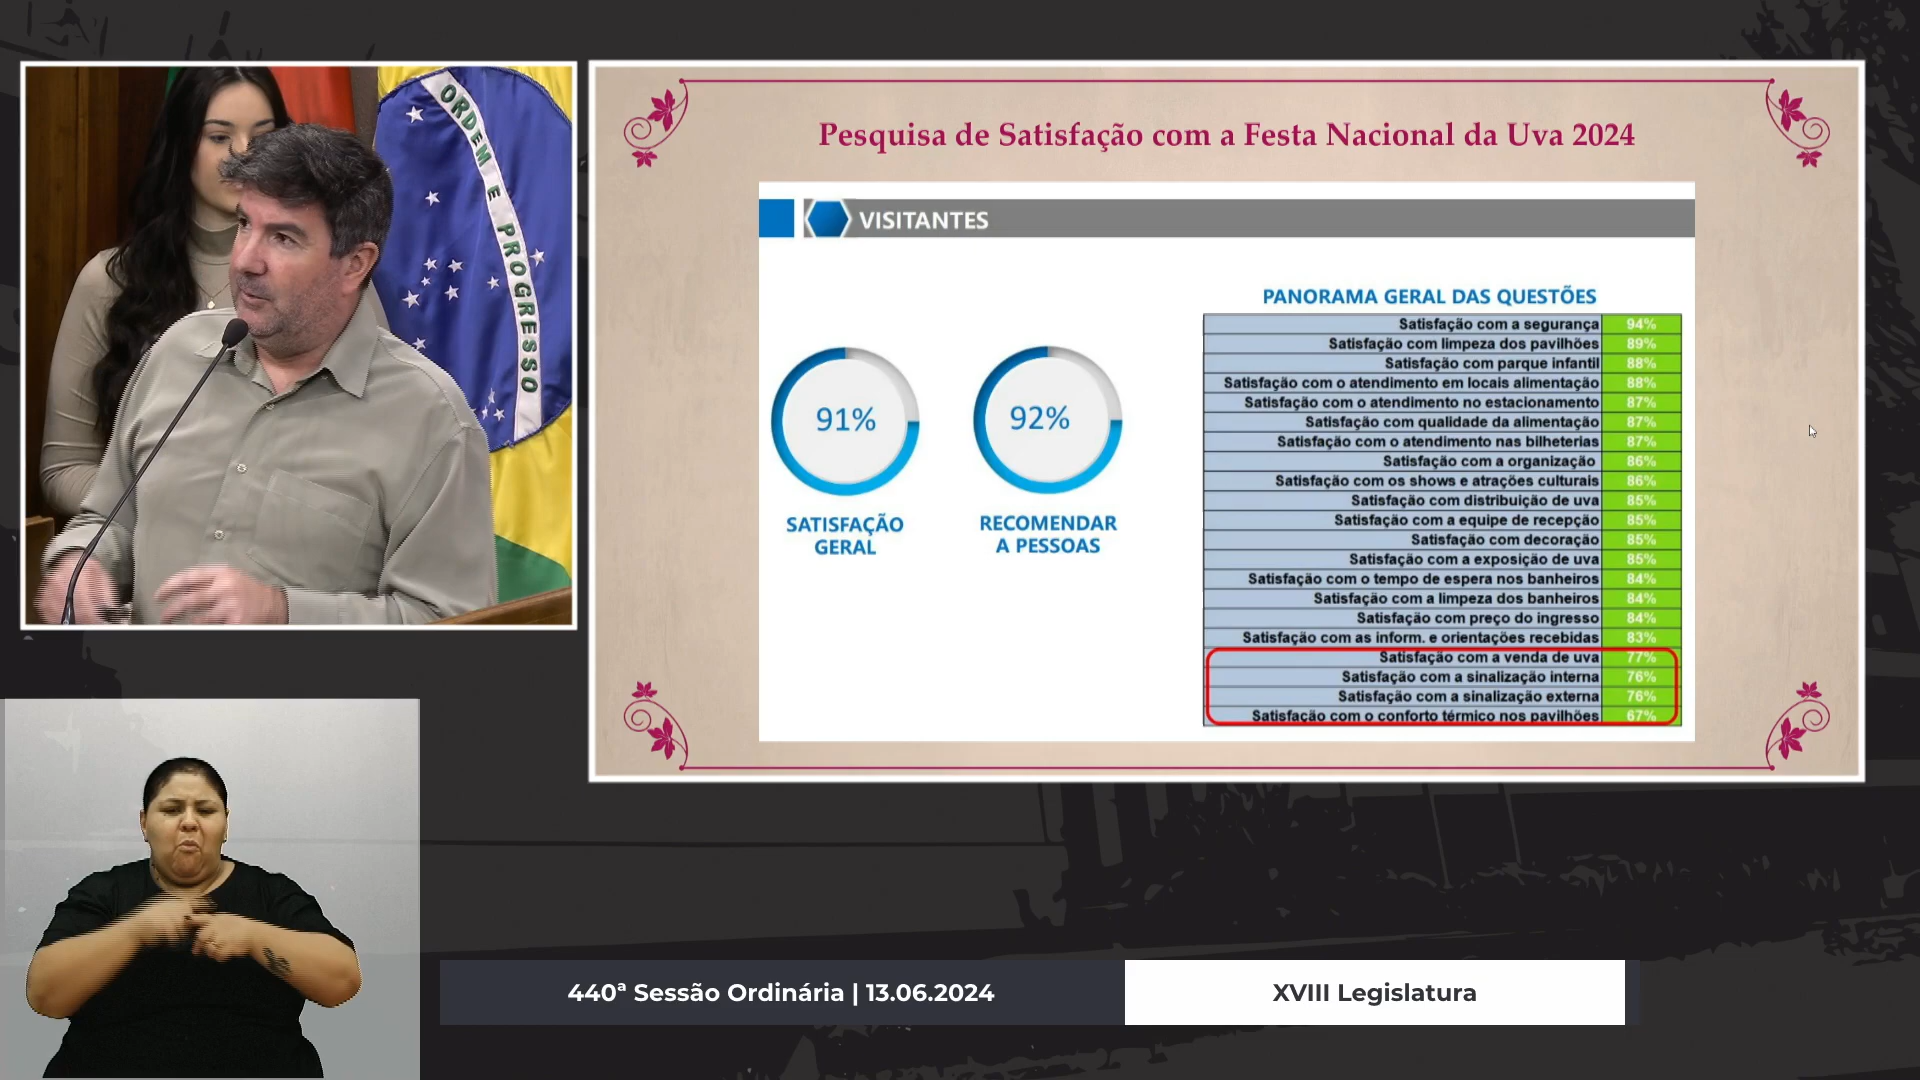 ORDEM E PROGRESSO
Pesquisa de Satisfação com a Festa Nacional da Uva 2024
VISITANTES
91%
SATISFAÇÃO
GERAL
92%
RECOMENDAR
A PESSOAS
PANORAMA GERAL DAS QUESTÕES
Satisfação com a segurança 94%
Satisfação com limpeza dos pavilhões 89%
Satisfação com parque infantil 88%
Satisfação com o atendimento em locais alimentação 88%
Satisfação com o atendimento no estacionamento 87%
Satisfação com qualidade da alimentação 87%
Satisfação com o atendimento nas bilheterias 87%
Satisfação com a organização 86%
Satisfação com os shows e atrações culturais 86%
Satisfação com distribuição de uva 85%
Satisfação com a equipe de recepção 85%
Satisfação com decoração 85%
Satisfação com a exposição de uva 85%
Satisfação com o tempo de espera nos banheiros 84%
Satisfação com a limpeza dos banheiros 84%
Satisfação com preço do ingresso 84%
Satisfação com as inform. e orientações recebidas 83%
Satisfação com a venda de uva 77%
Satisfação com a sinalização interna 76%
Satisfação com a sinalização externa 76%
Satisfação com o conforto térmico nos pavilhões 67%
440ª Sessão Ordinária | 13.06.2024
XVIII Legislatura